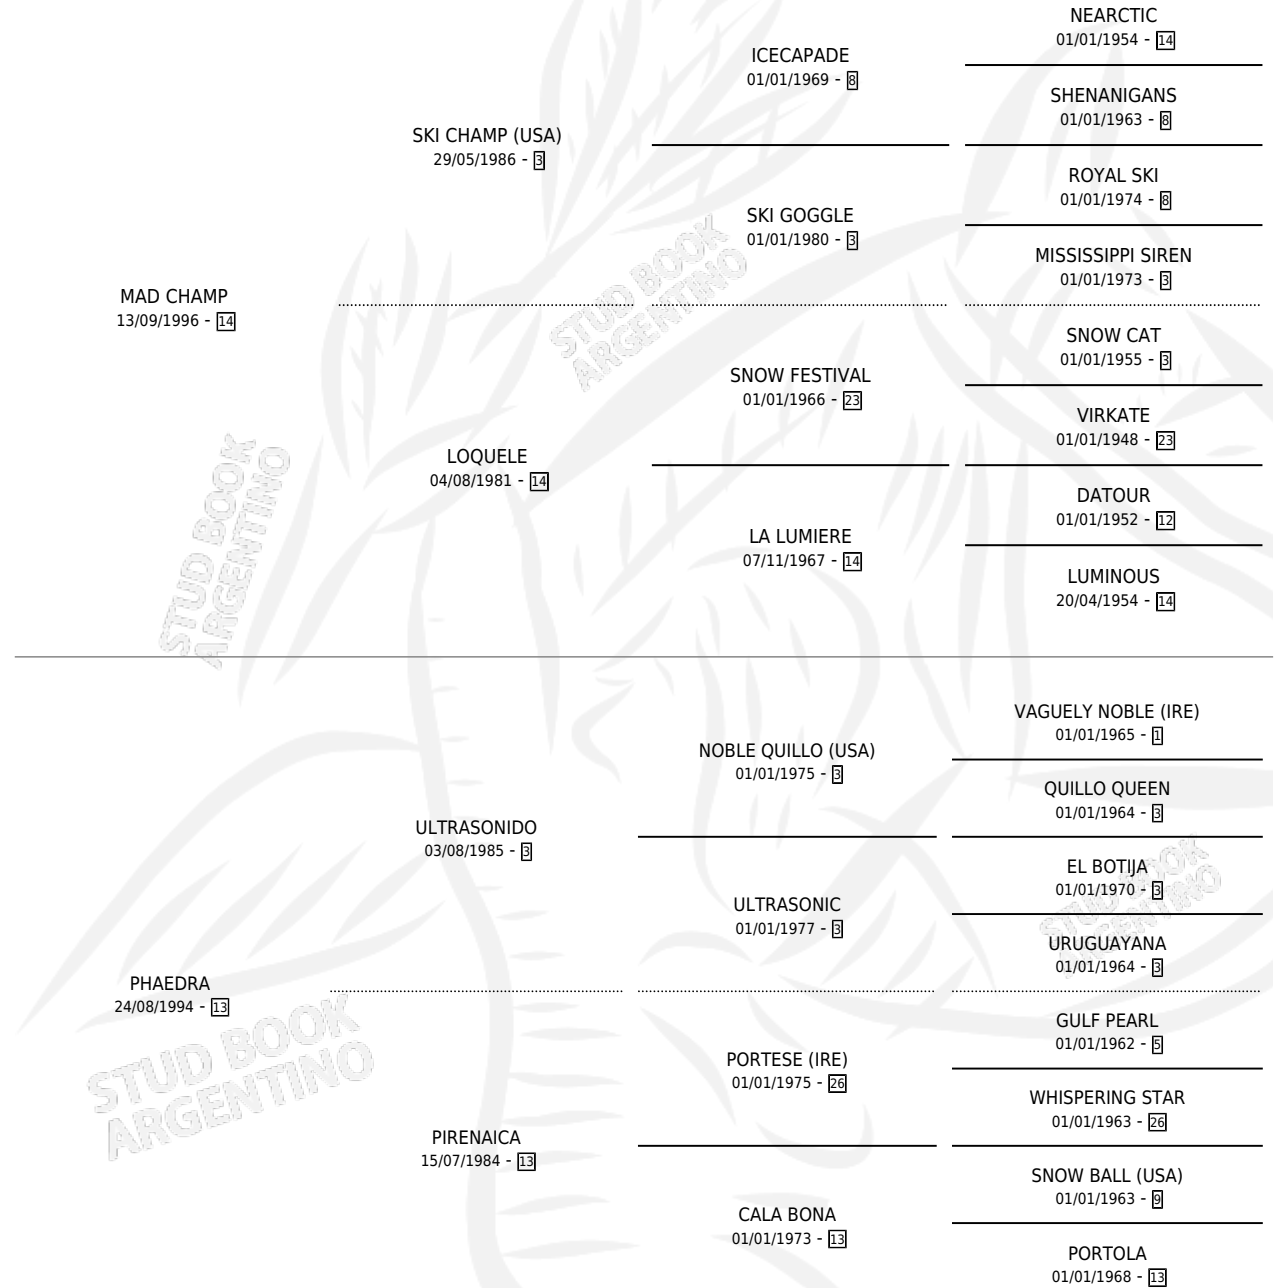 NEARCTIC
01/01/1954 - 14
ICECAPADE
01/01/1969 - 8
SHENANIGANS
01/01/1963 - 8
SKI CHAMP (USA)
29/05/1986 - 3
ROYAL SKI
01/01/1974 - 8
SKI GOGGLE
01/01/1980 - 3
MISSISSIPPI SIREN
01/01/1973 - 3
MAD CHAMP
13/09/1996 - 14
STUD BOOK
ARGENTINO
SNOW CAT
01/01/1955 - 3
SNOW FESTIVAL
01/01/1966 - 23
VIRKATE
01/01/1948 - 23
LOQUELE
04/08/1981 - 14
DATOUR
01/01/1952 - 12
LA LUMIERE
07/11/1967 - 14
LUMINOUS
20/04/1954 - 14
STUD BOOK
ARGENTINO
VAGUELY NOBLE (IRE)
01/01/1965 - 1
NOBLE QUILLO (USA)
01/01/1975 - 3
QUILLO QUEEN
01/01/1964 - 3
ULTRASONIDO
03/08/1985 - 3
EL BOTIJA
01/01/1970 - 3
ULTRASONIC
01/01/1977 - 3
URUGUAYANA
01/01/1964 - 3
STUD BOOK
ARGENTINO
PHAEDRA
24/08/1994 - 13
GULF PEARL
01/01/1962 - 5
PORTESE (IRE)
01/01/1975 - 26
WHISPERING STAR
01/01/1963 - 26
STUD BOOK
ARGENTINO
PIRENAICA
15/07/1984 - 13
SNOW BALL (USA)
01/01/1963 - 9
CALA BONA
01/01/1973 - 13
PORTOLA
01/01/1968 - 13